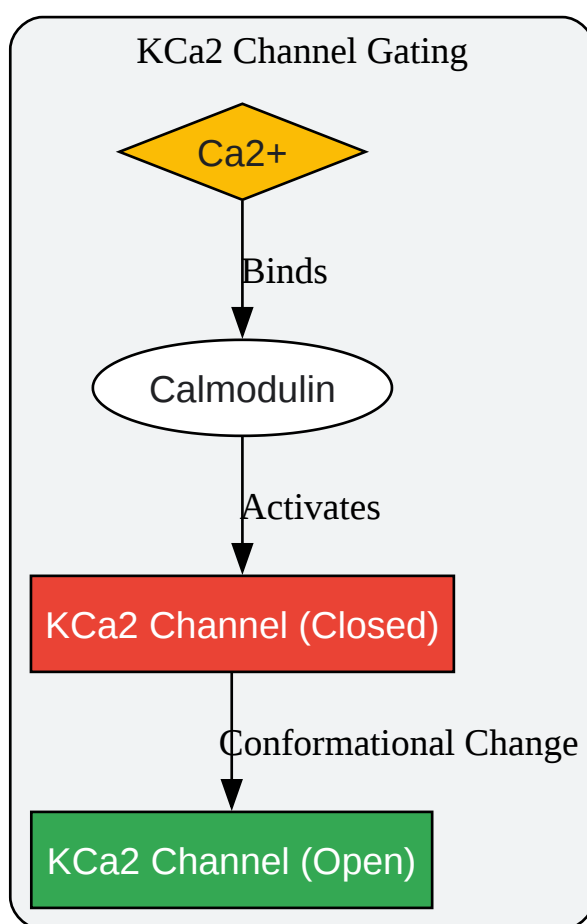 KCa2 Channel Gating
Ca2+
Binds
Calmodulin
Activates
KCa2 Channel (Closed)
Conformational Change
KCa2 Channel (Open)